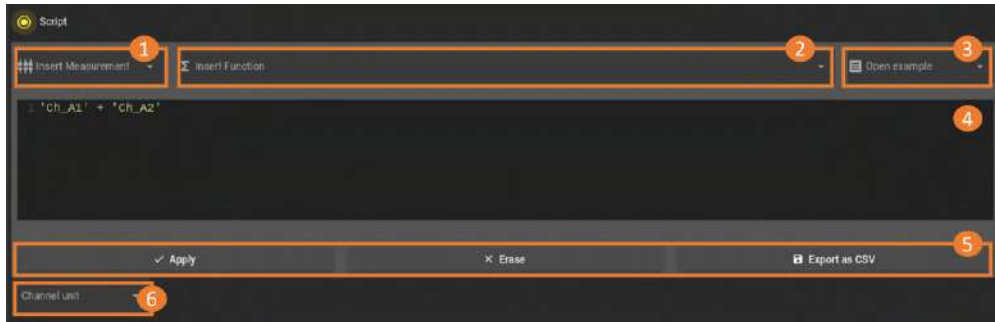 Script
1
2
3
Insert Measurement
Σ Insert Function
Open example
1 'Ch_A1' + 'Ch_A2'
4
5
Apply
Erase
Export as CSV
Channel unit
6